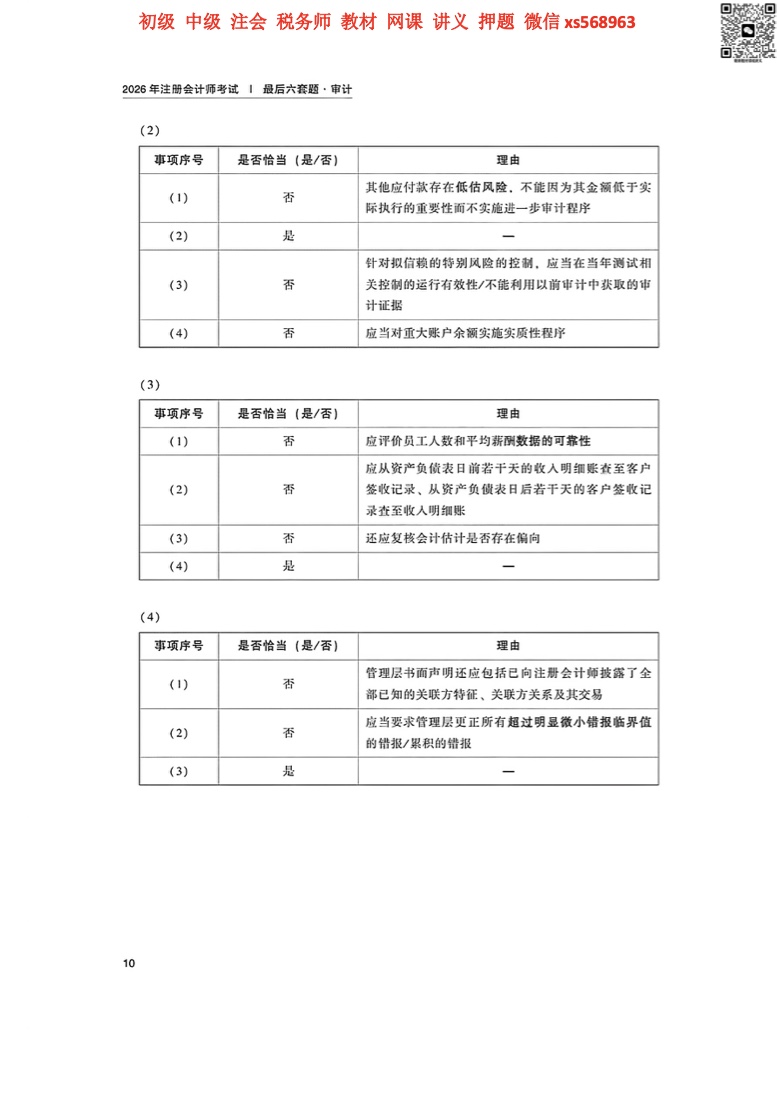 初级 中级 注会 税务师 教材 网课 讲义 押题 微信 xs568963
2026 年注册会计师考试 | 最后六套题·审计
(2)
事项序号 是否恰当（是/否） 理由
(1) 否 其他应付款存在低估风险，不能因为其金额低于实
际执行的重要性而不实施进一步审计程序
(2) 是 —
(3) 否 针对拟信赖的特别风险的控制，应当在当年测试相
关控制的运行有效性/不能利用以前审计中获取的审
计证据
(4) 否 应当对重大账户余额实施实质性程序
(3)
事项序号 是否恰当（是/否） 理由
(1) 否 应评价员工人数和平均薪酬数据的可靠性
(2) 否 应从资产负债表日前若干天的收入明细账查至客户
签收记录、从资产负债表日后若干天的客户签收记
录查至收入明细账
(3) 否 还应复核会计估计是否存在偏向
(4) 是 —
(4)
事项序号 是否恰当（是/否） 理由
(1) 否 管理层书面声明还应包括已向注册会计师披露了全
部已知的关联方特征、关联方关系及其交易
(2) 否 应当要求管理层更正所有超过明显微小错报临界值
的错报/累积的错报
(3) 是 —
10